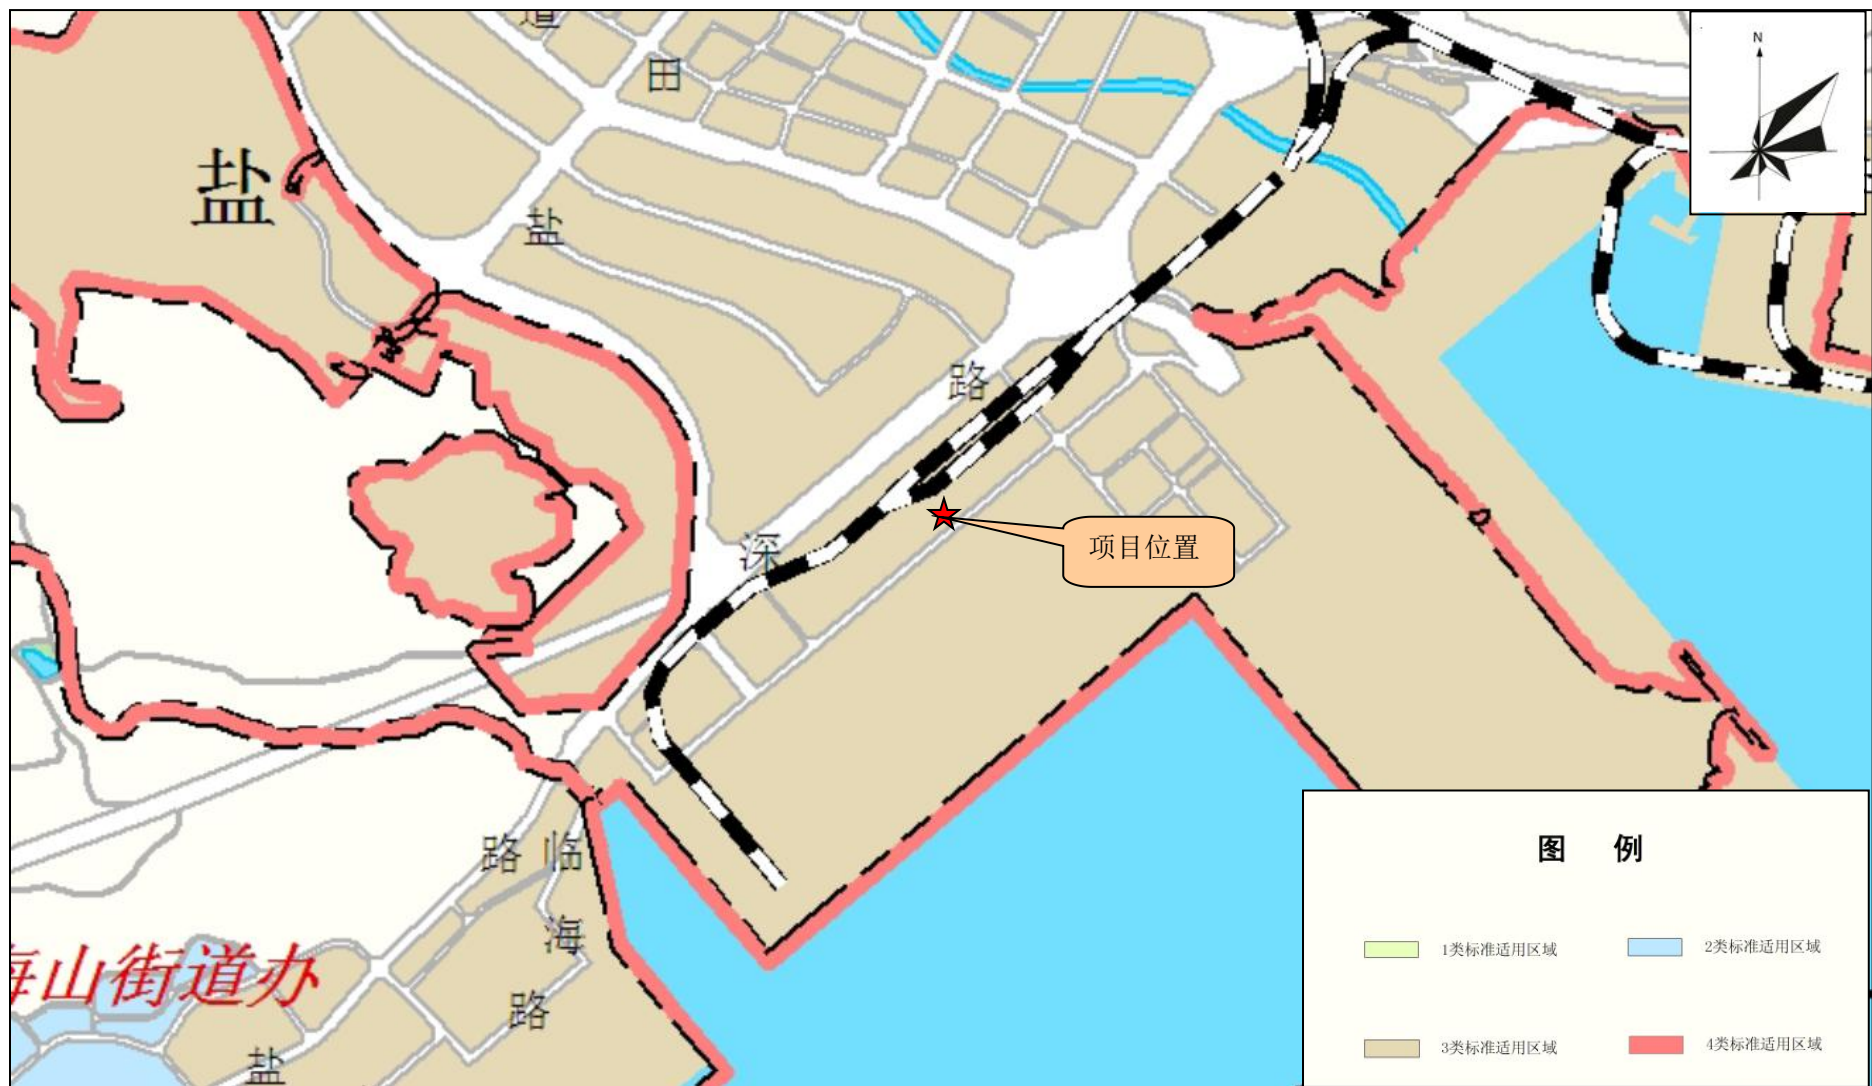 道
田
N
盐
盐
路
深
项目位置
路 临
海
路
盐
海山街道办
图 例
1类标准适用区域
2类标准适用区域
3类标准适用区域
4类标准适用区域